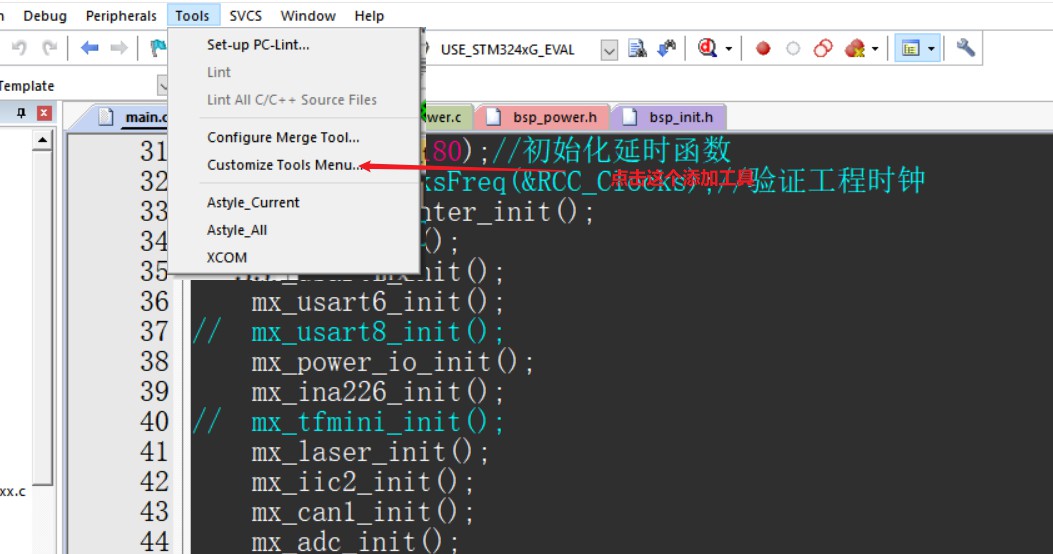 Debug Peripherals Tools SVCS Window Help
Set-up PC-Lint...
USE_STM324xG_EVAL
Lint
Template
Lint All C/C++ Source Files
main.c
wer.c
bsp_power.h
bsp_init.h
Configure Merge Tool...
Customize Tools Menu...
点击这个添加工具
Astyle_Current
Astyle_All
XCOM
31 80);//初始化延时函数
32 ksFreq(&RCC_Clocks);//验证工程时钟
33 nter_init();
34 ();
35 init();
36 mx_usart6_init();
37 // mx_usart8_init();
38 mx_power_io_init();
39 mx_ina226_init();
40 // mx_tfmini_init();
41 mx_laser_init();
42 mx_iic2_init();
43 mx_can1_init();
44 mx_adc_init();
xx.c